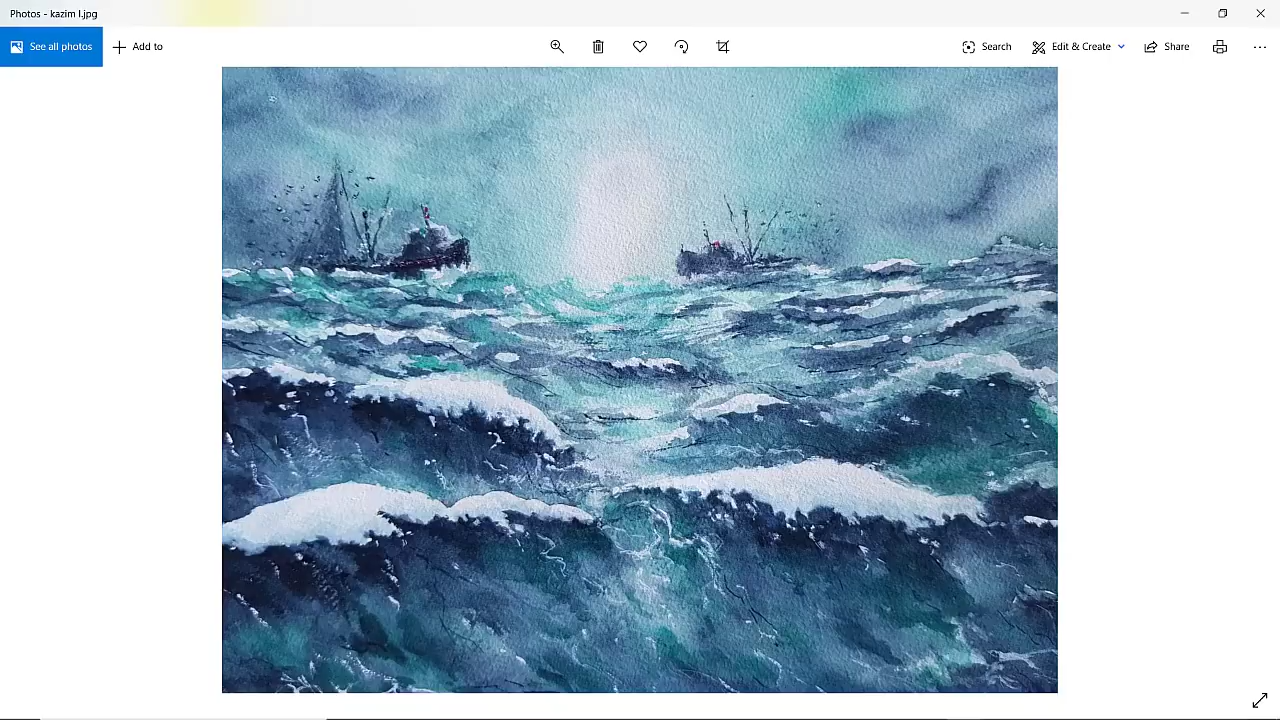 Photos - kazim I.jpg
See all photos
Add to
Search
Edit & Create
Share